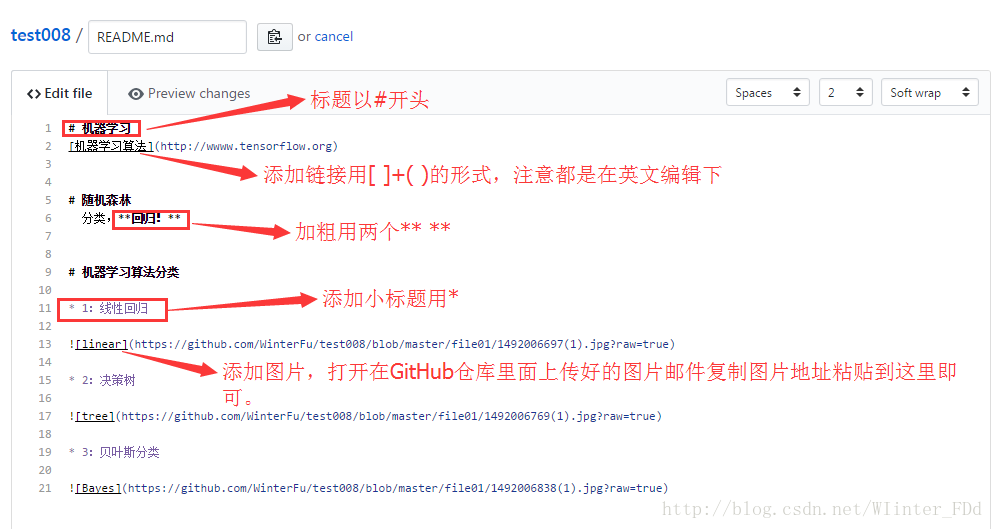 test008 / README.md or cancel
Edit file Preview changes Spaces 2 Soft wrap
标题以#开头
1 # 机器学习
2 [机器学习算法](http://wwww.tensorflow.org)
3
添加链接用[ ]+( )的形式，注意都是在英文编辑下
4
5 # 随机森林
6 分类，**回归！**
加粗用两个** **
7
8
9 # 机器学习算法分类
10
添加小标题用*
11 * 1：线性回归
12
13 ![linear](https://github.com/WinterFu/test008/blob/master/file01/1492006697(1).jpg?raw=true)
14
添加图片，打开在GitHub仓库里面上传好的图片邮件复制图片地址粘贴到这里即
可。
15 * 2：决策树
16
17 ![tree](https://github.com/WinterFu/test008/blob/master/file01/1492006769(1).jpg?raw=true)
18
19 * 3：贝叶斯分类
20
21 ![Bayes](https://github.com/WinterFu/test008/blob/master/file01/1492006838(1).jpg?raw=true)
http://blog.csdn.net/WIinter_FDd